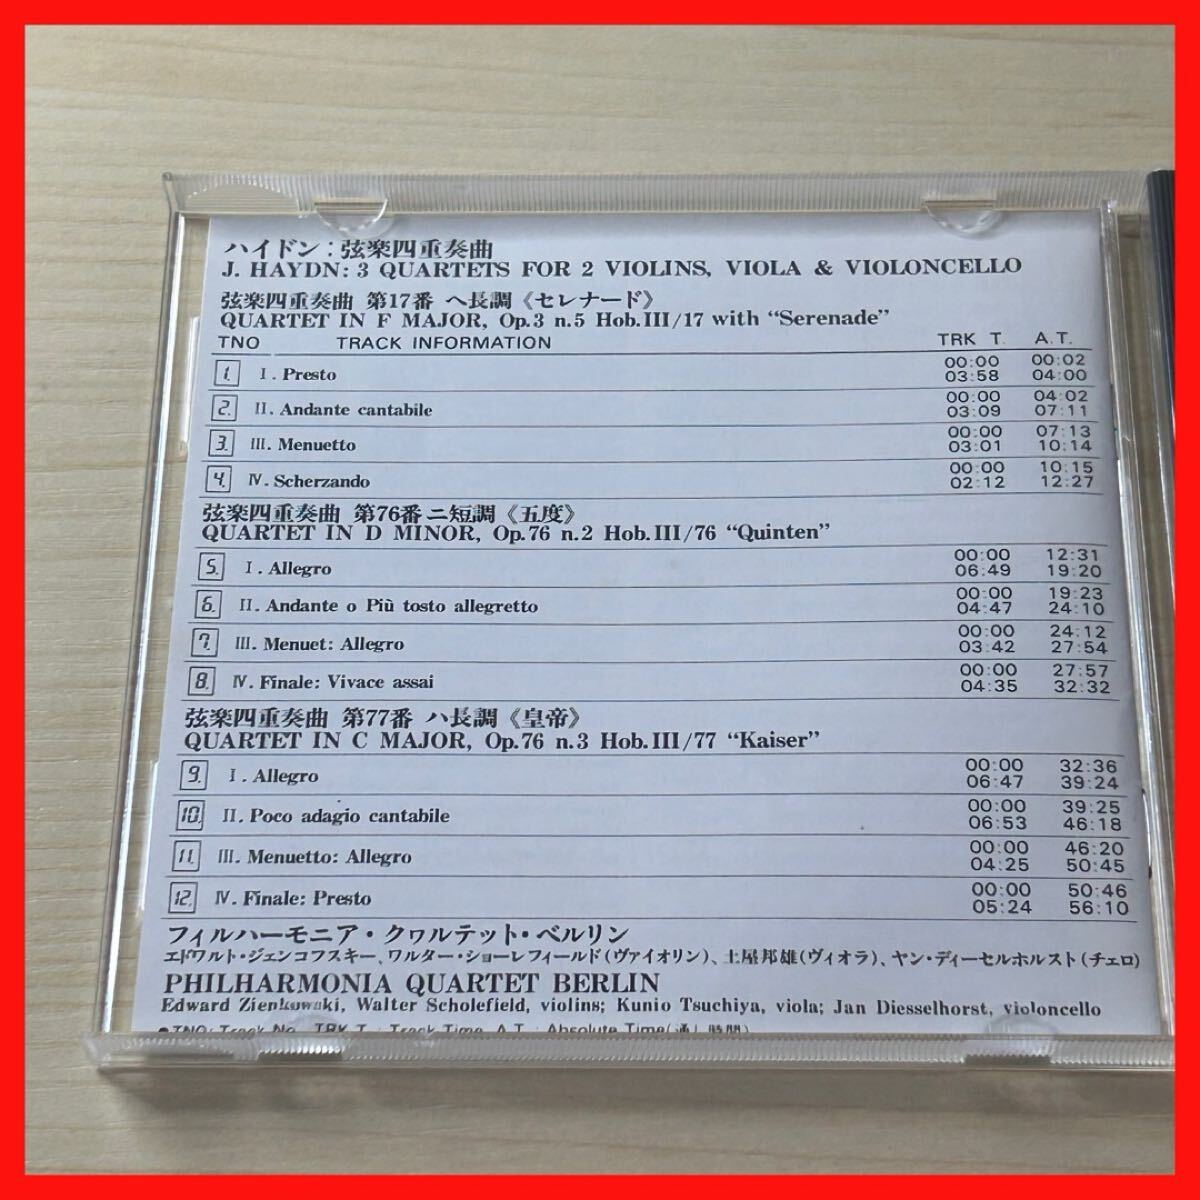 ハイドン：弦楽四重奏曲
J. HAYDN: 3 QUARTETS FOR 2 VIOLINS, VIOLA & VIOLONCELLO
弦楽四重奏曲 第17番 ヘ長調《セレナード》
QUARTET IN F MAJOR, Op.3 n.5 Hob.III/17 with “Serenade”
TNO TRACK INFORMATION TRK T. A.T.
1. I. Presto 00:00 00:02
03:58 04:00
2. II. Andante cantabile 00:00 04:02
03:09 07:11
3. III. Menuetto 00:00 07:13
03:01 10:14
4. IV. Scherzando 00:00 10:15
02:12 12:27
弦楽四重奏曲 第76番 ニ短調《五度》
QUARTET IN D MINOR, Op.76 n.2 Hob.III/76 “Quinten”
5. I. Allegro 00:00 12:31
06:49 19:20
6. II. Andante o Più tosto allegretto 00:00 19:23
04:47 24:10
7. III. Menuet: Allegro 00:00 24:12
03:42 27:54
8. IV. Finale: Vivace assai 00:00 27:57
04:35 32:32
弦楽四重奏曲 第77番 ハ長調《皇帝》
QUARTET IN C MAJOR, Op.76 n.3 Hob.III/77 “Kaiser”
9. I. Allegro 00:00 32:36
06:47 39:24
10. II. Poco adagio cantabile 00:00 39:25
06:53 46:18
11. III. Menuetto: Allegro 00:00 46:20
04:25 50:45
12. IV. Finale: Presto 00:00 50:46
05:24 56:10
フィルハーモニア・クヮルテット・ベルリン
エドワルト・ジェンコフスキー、ワルター・ショーレフィールド(ヴァイオリン)、土屋邦雄(ヴィオラ)、ヤン・ディーセルホルスト(チェロ)
PHILHARMONIA QUARTET BERLIN
Edward Zienkowski, Walter Scholefield, violins; Kunio Tsuchiya, viola; Jan Diesselhorst, violoncello
●TNO: Track No. TRK T.: Track Time A.T.: Absolute Time(通し時間)